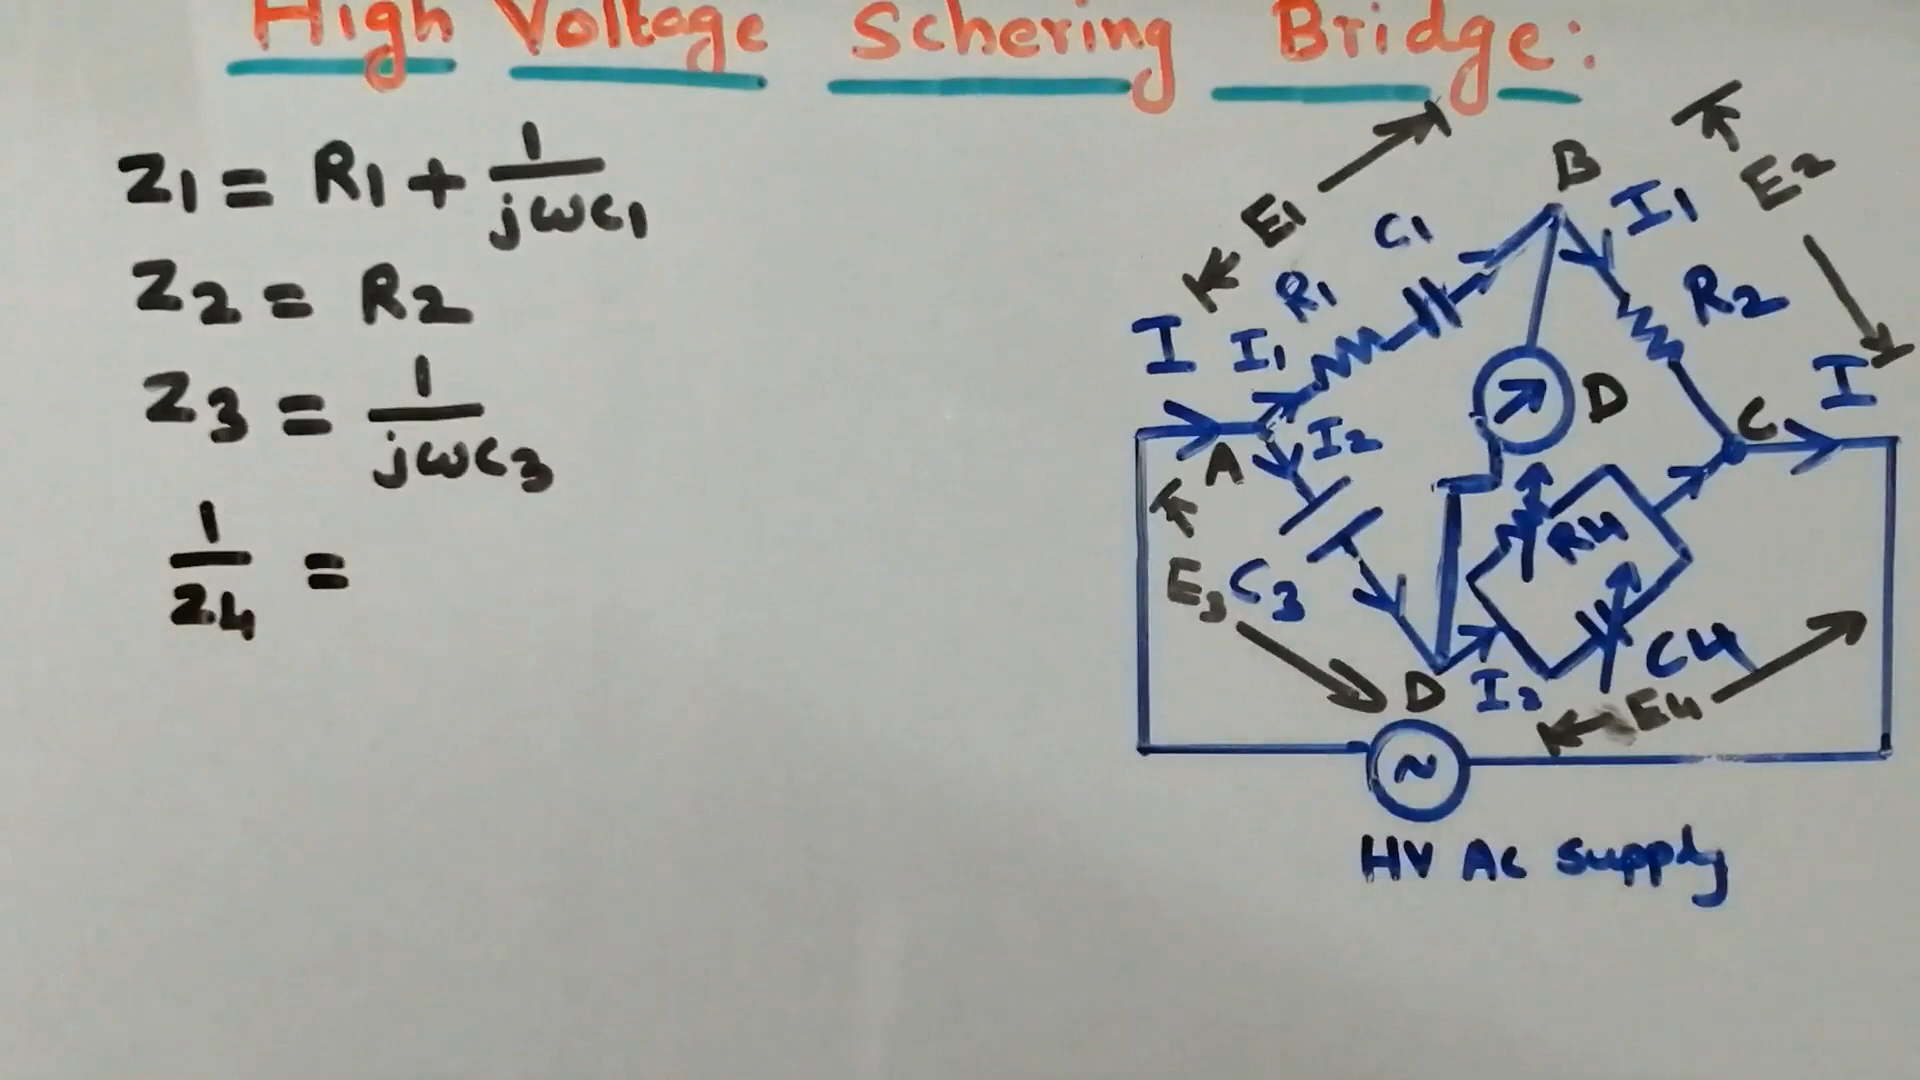 High Voltage Schering Bridge:
Z1 = R1 + 1/jωC1
Z2 = R2
Z3 = 1/jωC3
1/Z4 =
B
E1
E2
C1
I1
R1
R2
I
I1
I
D
C
I2
A
R4
E3
C3
C4
D
I2
E4
~
HV AC Supply